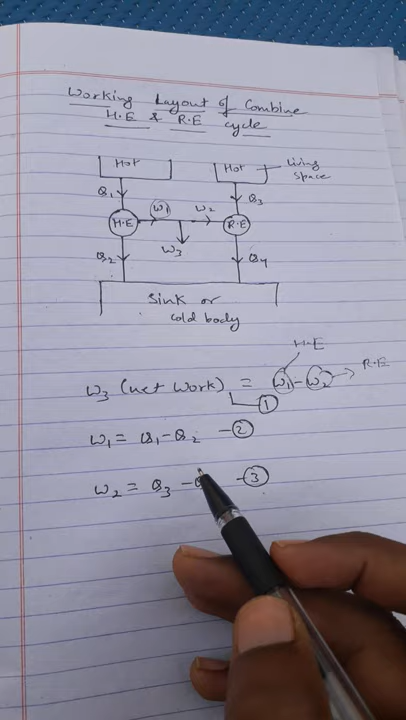 Working Layout of Combine
H.E & R.E cycle
Hot
Hot
Living
Space
Q1
W1
W2
Q3
H.E
R.E
W3
Q2
Q4
Sink or
cold body
H.E
R.E
W3 (net work) = W1 - W2
1
W1 = Q1 - Q2 - 2
W2 = Q3 - - 3